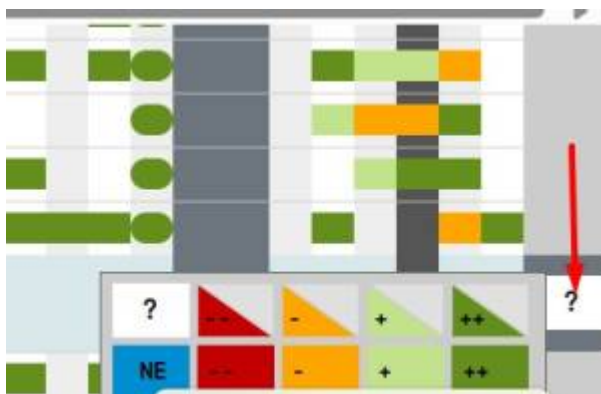 ? -- - + ++ ?
NE -- - + ++